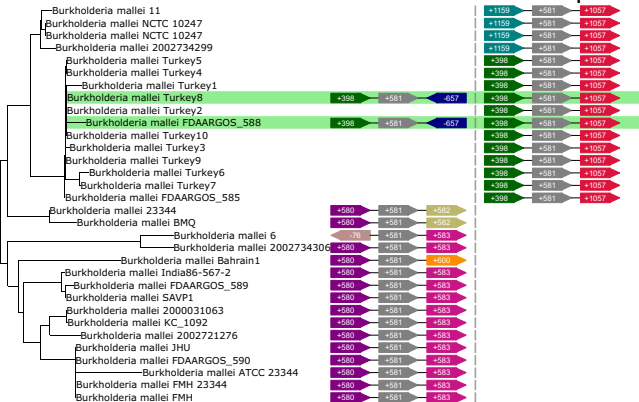 Burkholderia mallei 11 +1159 +581 +1057
Burkholderia mallei NCTC 10247 +1159 +581 +1057
Burkholderia mallei NCTC 10247 +1159 +581 +1057
Burkholderia mallei 2002734299 +1159 +581 +1057
Burkholderia mallei Turkey5 +398 +581 +1057
Burkholderia mallei Turkey4 +398 +581 +1057
Burkholderia mallei Turkey1 +398 +581 +1057
Burkholderia mallei Turkey8 +398 +581 -657 +398 +581 +1057
Burkholderia mallei Turkey2 +398 +581 +1057
Burkholderia mallei FDAARGOS_588 +398 +581 -657 +398 +581 +1057
Burkholderia mallei Turkey10 +398 +581 +1057
Burkholderia mallei Turkey3 +398 +581 +1057
Burkholderia mallei Turkey9 +398 +581 +1057
Burkholderia mallei Turkey6 +398 +581 +1057
Burkholderia mallei Turkey7 +398 +581 +1057
Burkholderia mallei FDAARGOS_585 +398 +581 +1057
Burkholderia mallei 23344 +580 +581 +582
Burkholderia mallei BMQ +580 +581 +582
Burkholderia mallei 6 -76 +581 +583
Burkholderia mallei 2002734306 +580 +581 +583
Burkholderia mallei Bahrain1 +580 +581 +600
Burkholderia mallei India86-567-2 +580 +581 +583
Burkholderia mallei FDAARGOS_589 +580 +581 +583
Burkholderia mallei SAVP1 +580 +581 +583
Burkholderia mallei 2000031063 +580 +581 +583
Burkholderia mallei KC_1092 +580 +581 +583
Burkholderia mallei 2002721276 +580 +581 +583
Burkholderia mallei JHU +580 +581 +583
Burkholderia mallei FDAARGOS_590 +580 +581 +583
Burkholderia mallei ATCC 23344 +580 +581 +583
Burkholderia mallei FMH 23344 +580 +581 +583
Burkholderia mallei FMH +580 +581 +583